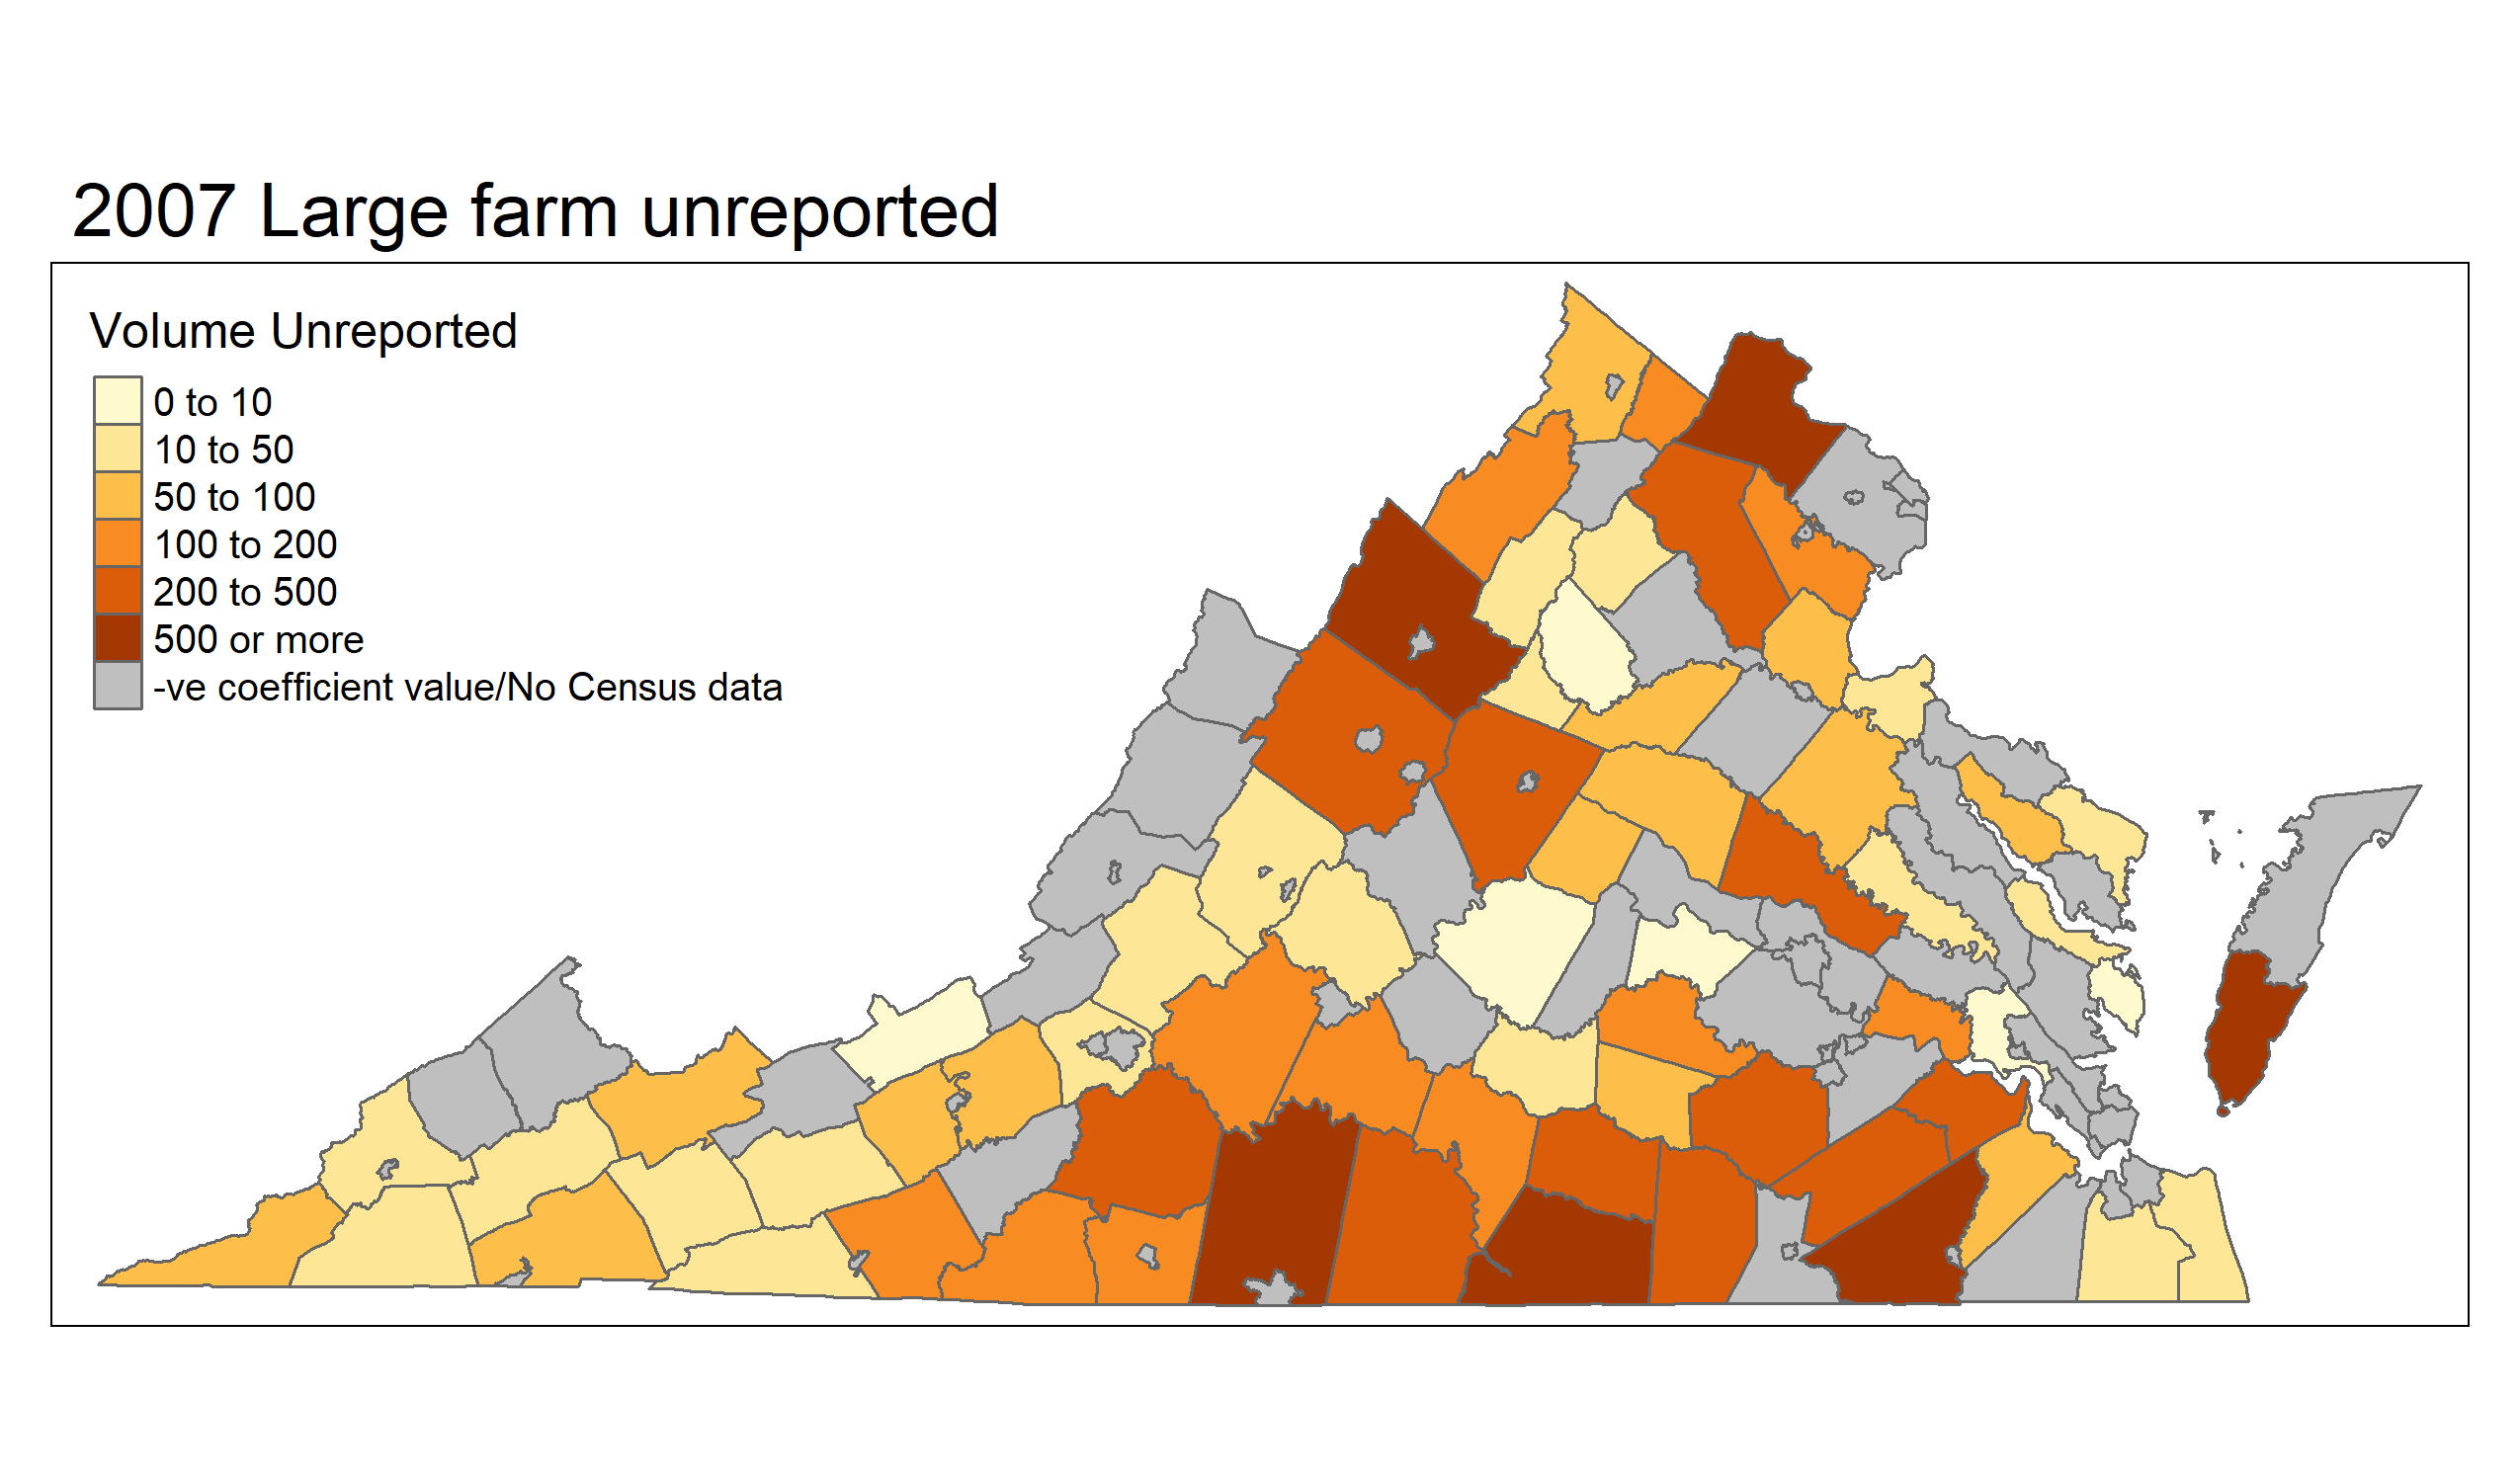 2007 Large farm unreported
Volume Unreported
0 to 10
10 to 50
50 to 100
100 to 200
200 to 500
500 or more
-ve coefficient value/No Census data